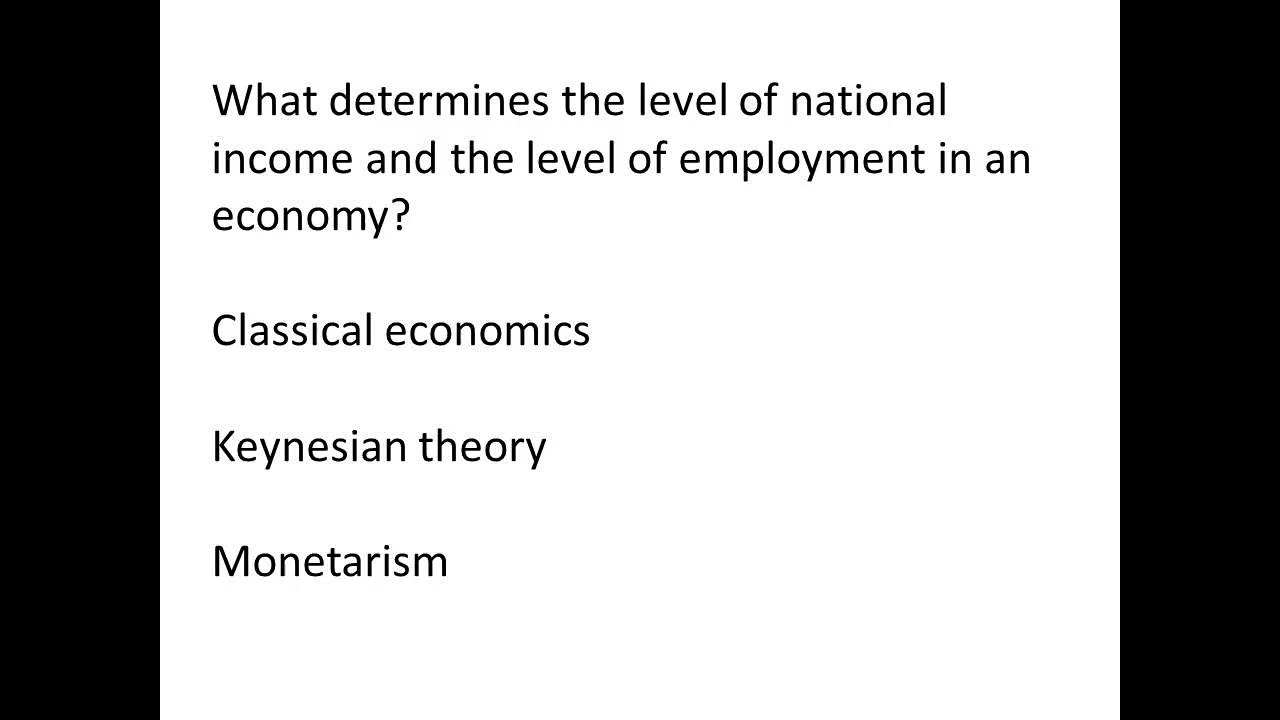 What determines the level of national
income and the level of employment in an
economy?
Classical economics
Keynesian theory
Monetarism